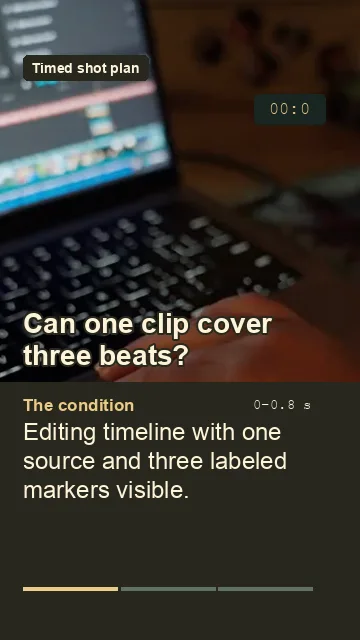 Timed shot plan
00:0
Can one clip cover
three beats?
The condition
0–0.8 s
Editing timeline with one
source and three labeled
markers visible.